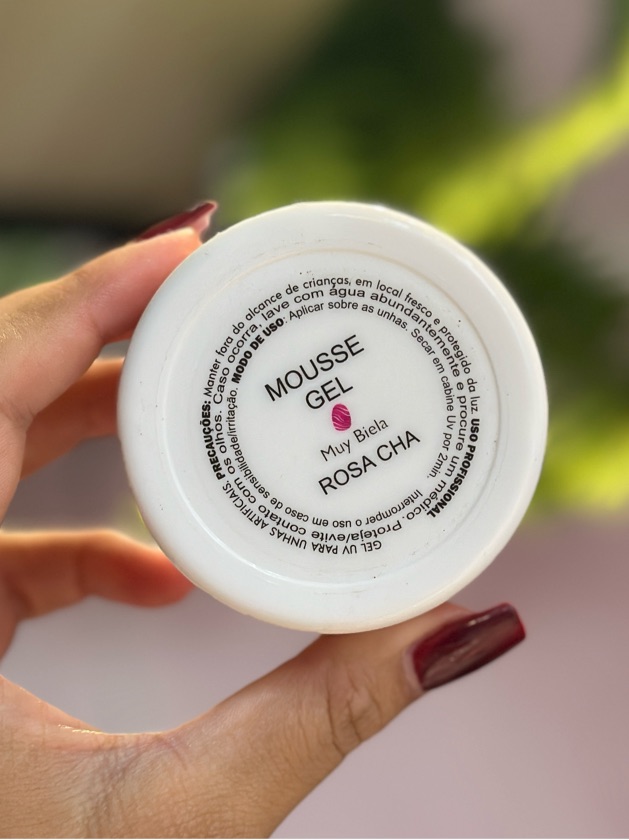 MOUSSE
GEL
Muy Biela
ROSA CHA
GEL UV PARA UNHAS ARTIFICIAIS. PRECAUÇÕES: Manter fora do alcance de crianças, em local fresco e protegido da luz. USO PROFISSIONAL
Proteja/evite contato com os olhos. Caso ocorra, lave com água abundantemente e procure um médico.
Interromper o uso em caso de sensibilidade/irritação. MODO DE USO: Aplicar sobre as unhas. Secar em cabine Uv por 2min.